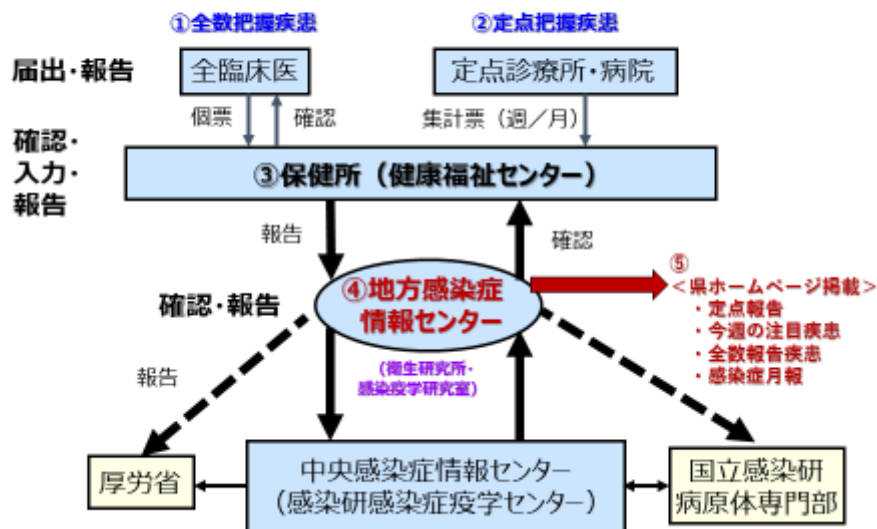 ①全数把握疾患
②定点把握疾患
届出・報告
全臨床医
定点診療所・病院
個票
確認
集計票（週／月）
確認・
入力・
報告
③保健所（健康福祉センター）
報告
確認
⑤
＜県ホームページ掲載＞
・定点報告
・今週の注目疾患
・全数報告疾患
・感染症月報
確認・報告
④地方感染症
情報センター
(衛生研究所・
感染疫学研究室)
報告
厚労省
中央感染症情報センター
（感染研感染症疫学センター）
国立感染研
病原体専門部